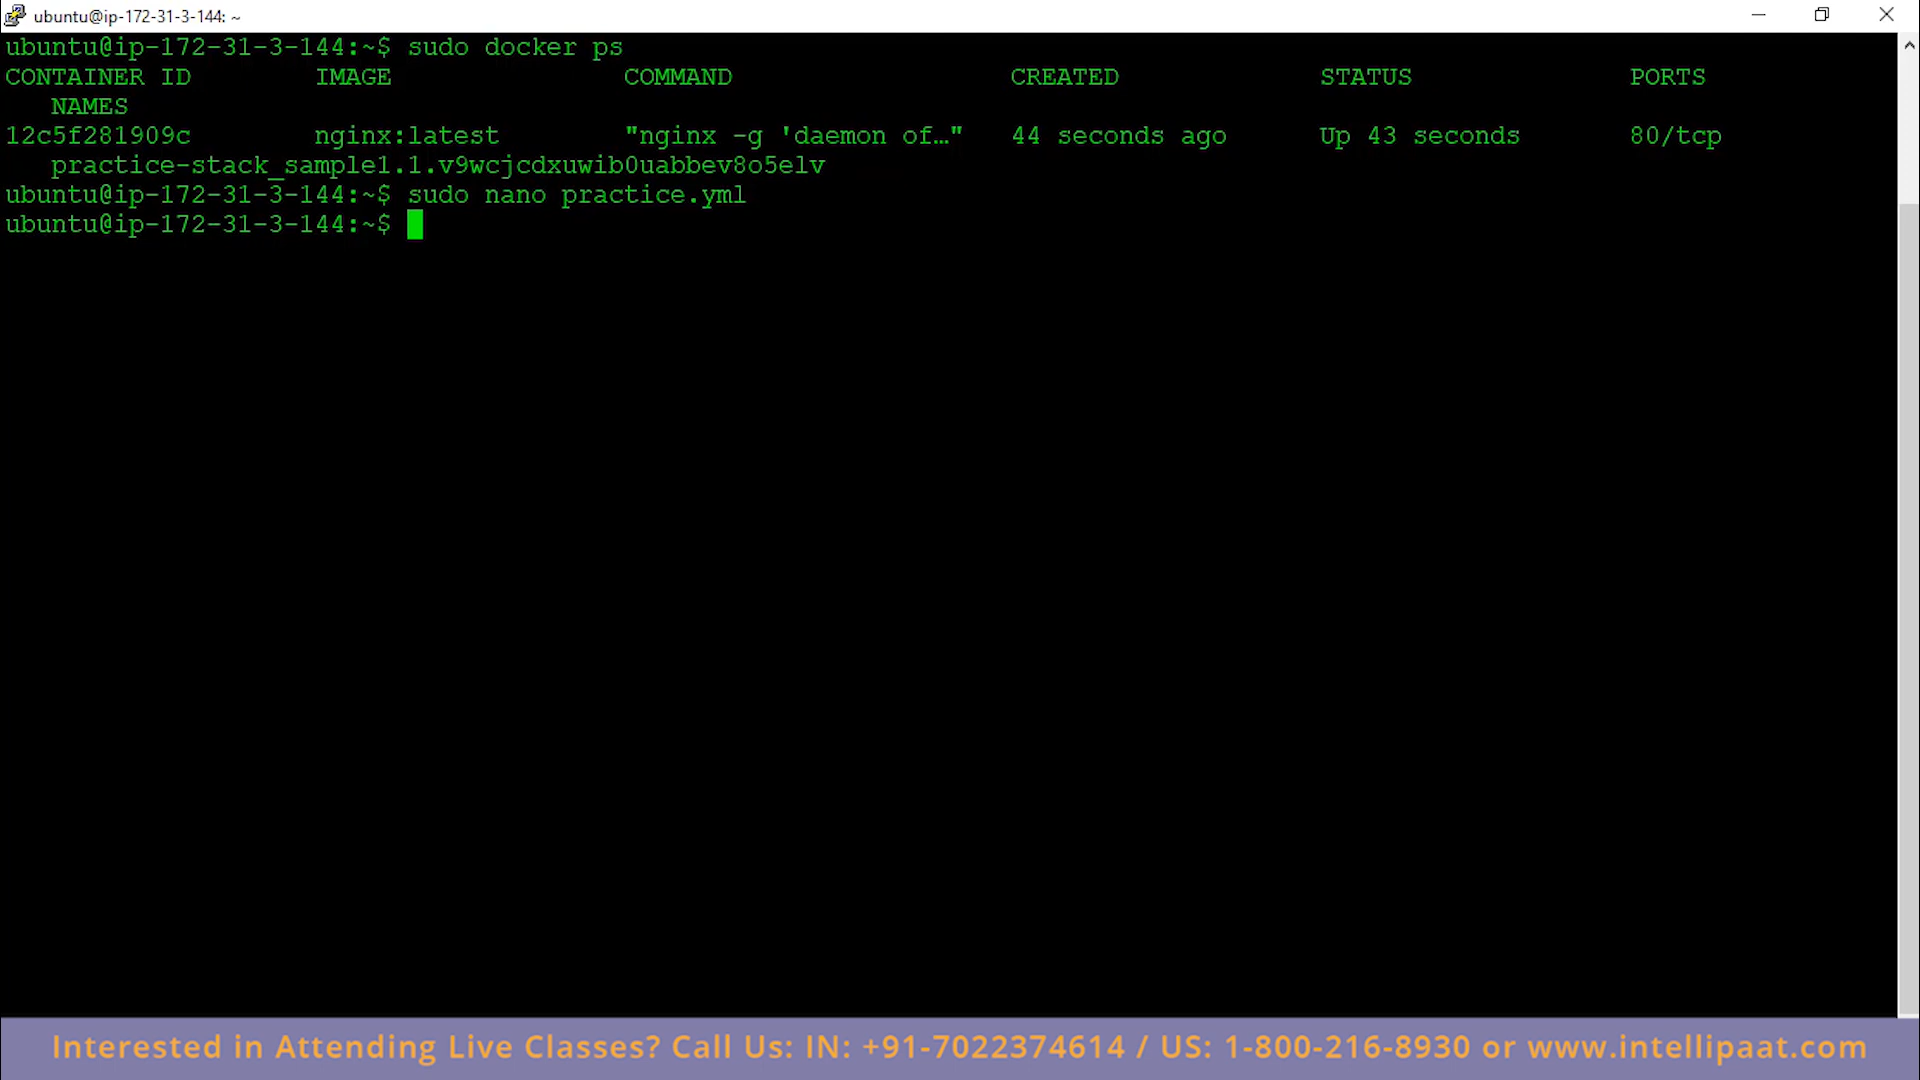 ubuntu@ip-172-31-3-144: ~
ubuntu@ip-172-31-3-144:~$ sudo docker ps
CONTAINER ID        IMAGE               COMMAND                  CREATED             STATUS              PORTS
   NAMES
12c5f281909c        nginx:latest        "nginx -g 'daemon of…"   44 seconds ago      Up 43 seconds       80/tcp
   practice-stack_sample1.1.v9wcjcdxuwib0uabbev8o5elv
ubuntu@ip-172-31-3-144:~$ sudo nano practice.yml
ubuntu@ip-172-31-3-144:~$
Interested in Attending Live Classes? Call Us: IN: +91-7022374614 / US: 1-800-216-8930 or www.intellipaat.com